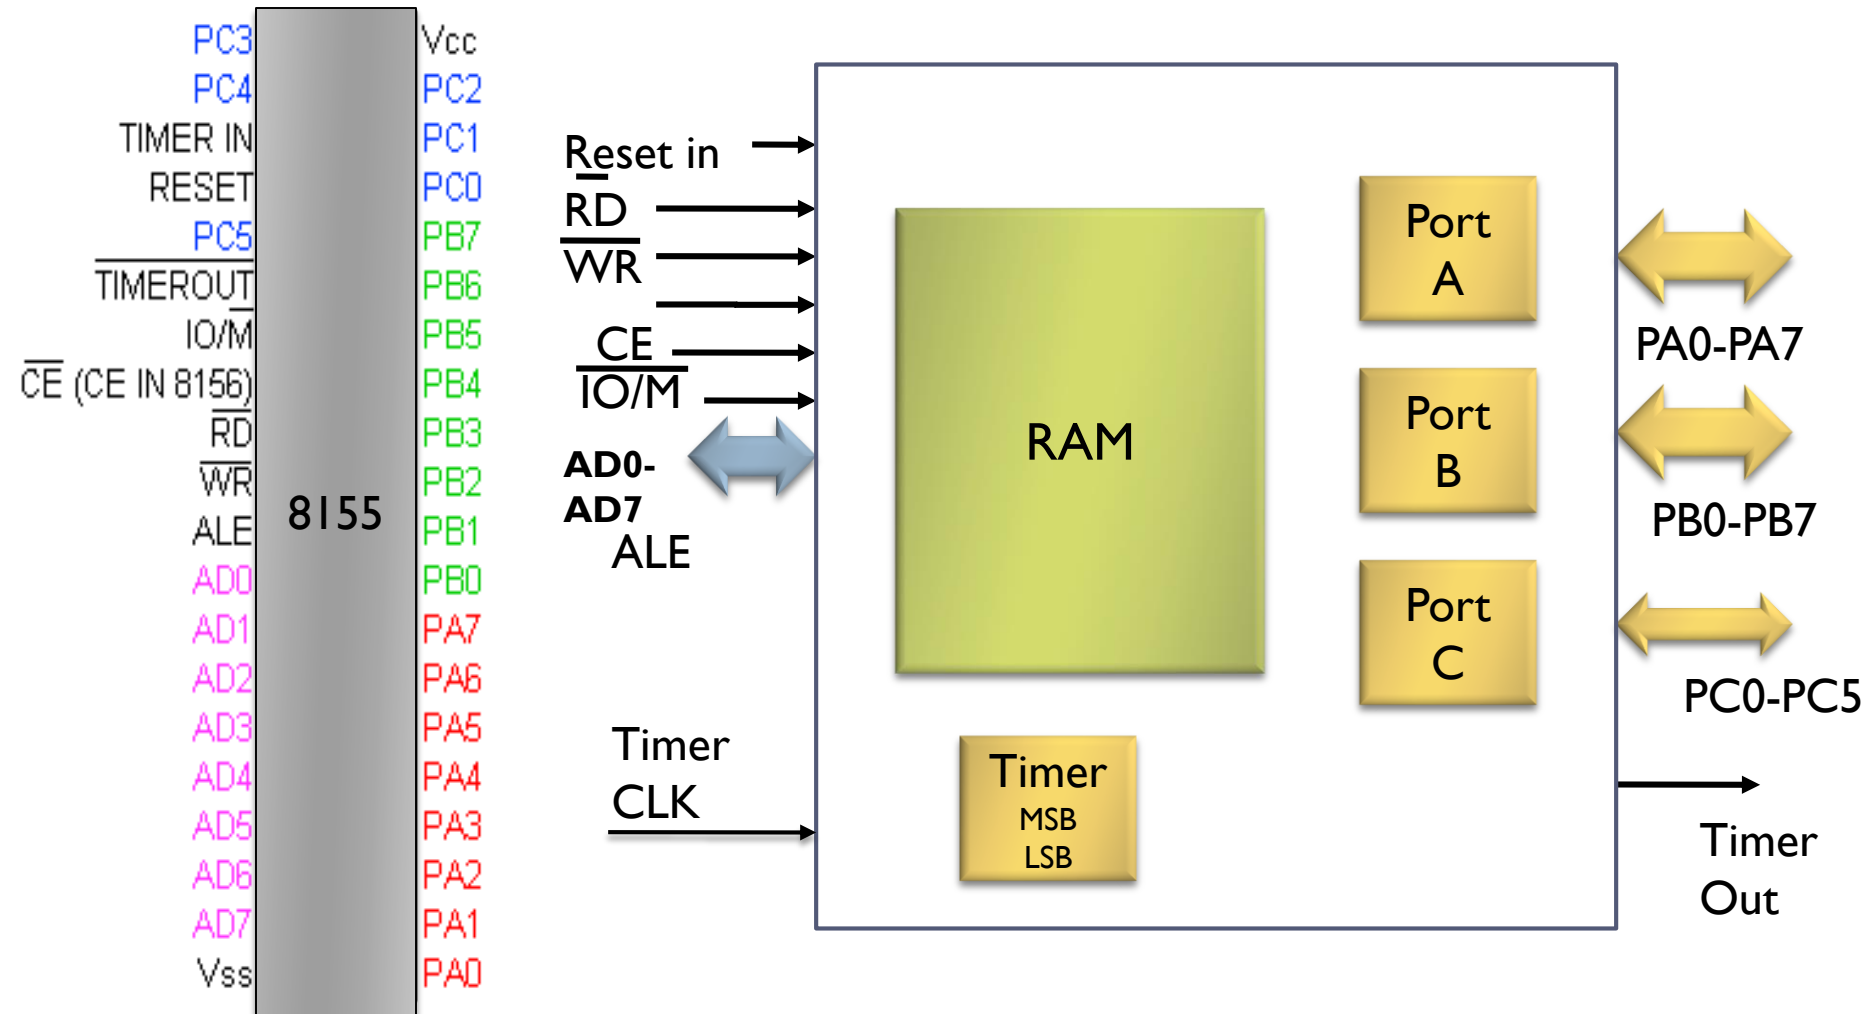 PC3
PC4
TIMER IN
RESET
PC5
TIMEROUT
IO/M
CE (CE IN 8156)
RD
WR
ALE
AD0
AD1
AD2
AD3
AD4
AD5
AD6
AD7
Vss
8155
Vcc
PC2
PC1
PC0
PB7
PB6
PB5
PB4
PB3
PB2
PB1
PB0
PA7
PA6
PA5
PA4
PA3
PA2
PA1
PA0
Reset in
RD
WR
CE
IO/M
AD0-
AD7
ALE
Timer
CLK
RAM
Timer
MSB
LSB
Port
A
Port
B
Port
C
PA0-PA7
PB0-PB7
PC0-PC5
Timer
Out